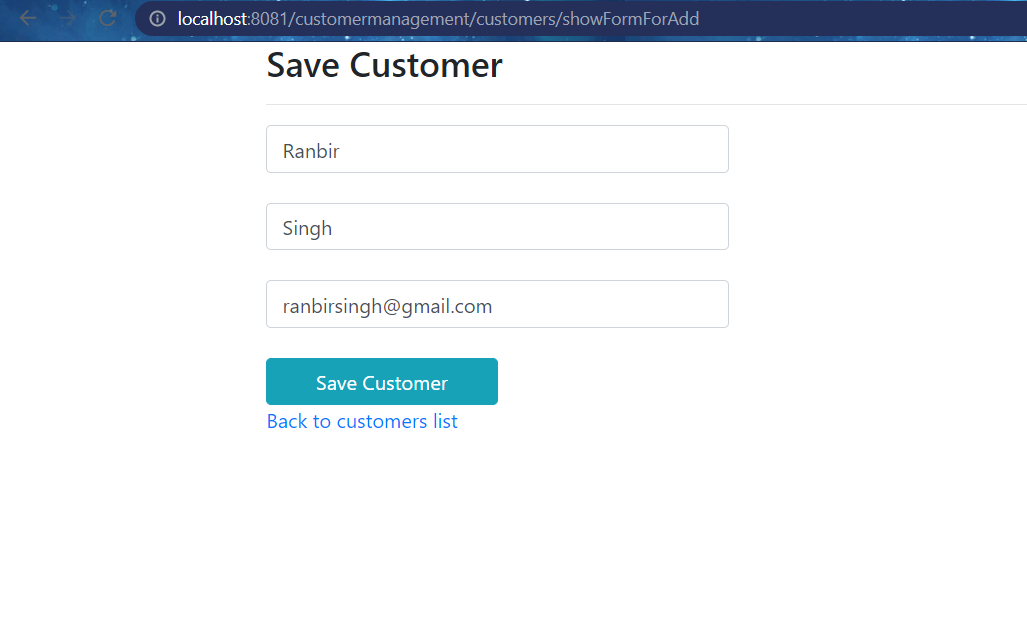 localhost:8081/customermanagement/customers/showFormForAdd
Save Customer
Ranbir
Singh
ranbirsingh@gmail.com
Save Customer
Back to customers list